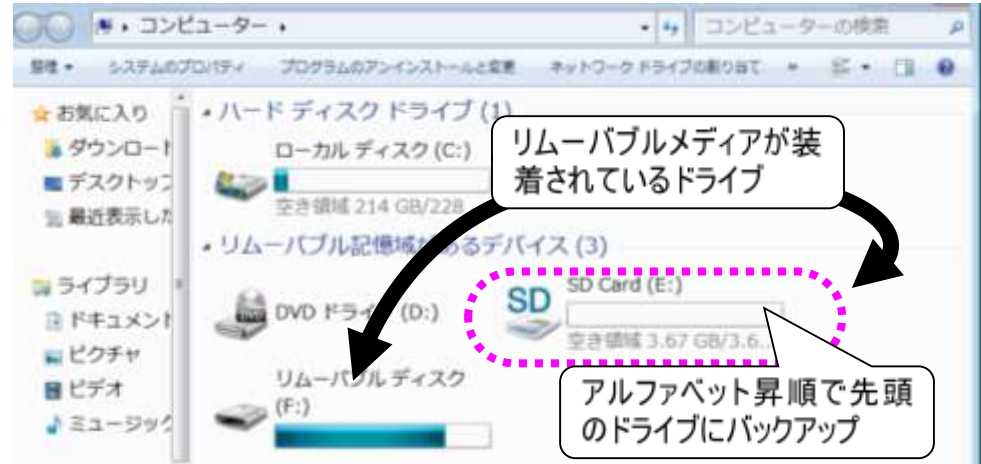 コンピューター
コンピューターの検索
整理
システムのプロパティ
プログラムのアンインストールと変更
ネットワーク ドライブの割り当て
お気に入り
ダウンロード
デスクトップ
最近表示した
ライブラリ
ドキュメント
ピクチャ
ビデオ
ミュージック
ハード ディスク ドライブ (1)
ローカル ディスク (C:)
空き領域 214 GB/228
リムーバブルメディアが装
着されているドライブ
リムーバブル記憶域があるデバイス (3)
DVD ドライブ (D:)
SD
SD Card (E:)
空き領域 3.67 GB/3.6...
リムーバブル ディスク
(F:)
アルファベット昇順で先頭
のドライブにバックアップ